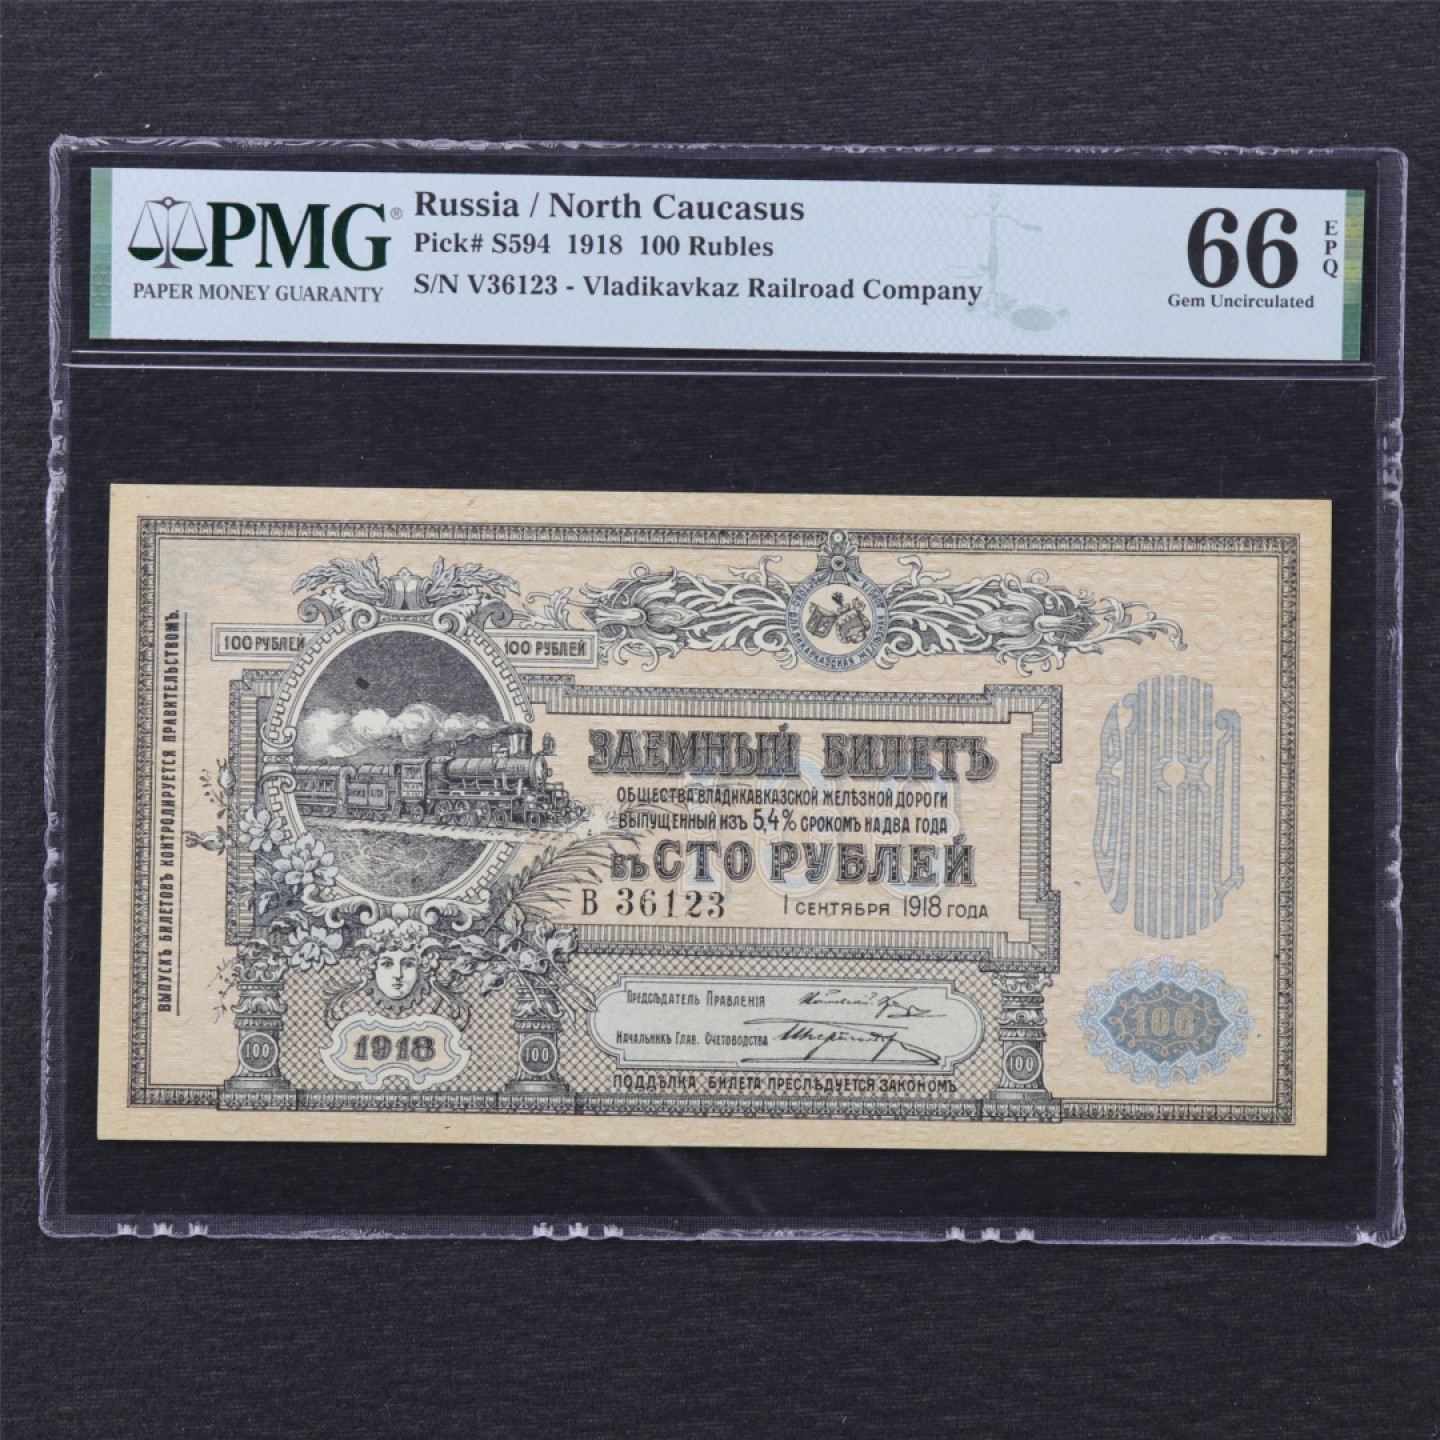 PMG®
PAPER MONEY GUARANTY
Russia / North Caucasus
Pick# S594 1918 100 Rubles
S/N V36123 - Vladikavkaz Railroad Company
66
EPQ
Gem Uncirculated
100 РУБЛЕЙ
100 РУБЛЕЙ
ВЫПУСКЪ БИЛЕТОВЪ КОНТРОЛИРУЕТСЯ ПРАВИТЕЛЬСТВОМЪ.
ЗАЕМНЫЙ БИЛЕТЪ
ОБЩЕСТВА ВЛАДИКАВКАЗСКОЙ ЖЕЛѢЗНОЙ ДОРОГИ
ВЫПУЩЕННЫЙ ИЗЪ 5,4% СРОКОМЪ НА ДВА ГОДА
ВЪ СТО РУБЛЕЙ
В 36123
1 СЕНТЯБРЯ 1918 ГОДА
ПРЕДСѢДАТЕЛЬ ПРАВЛЕНІЯ
НАЧАЛЬНИКЪ ГЛАВ. СЧЕТОВОДСТВА
ПОДДѢЛКА БИЛЕТА ПРЕСЛѢДУЕТСЯ ЗАКОНОМЪ
1918
100
100
100
100